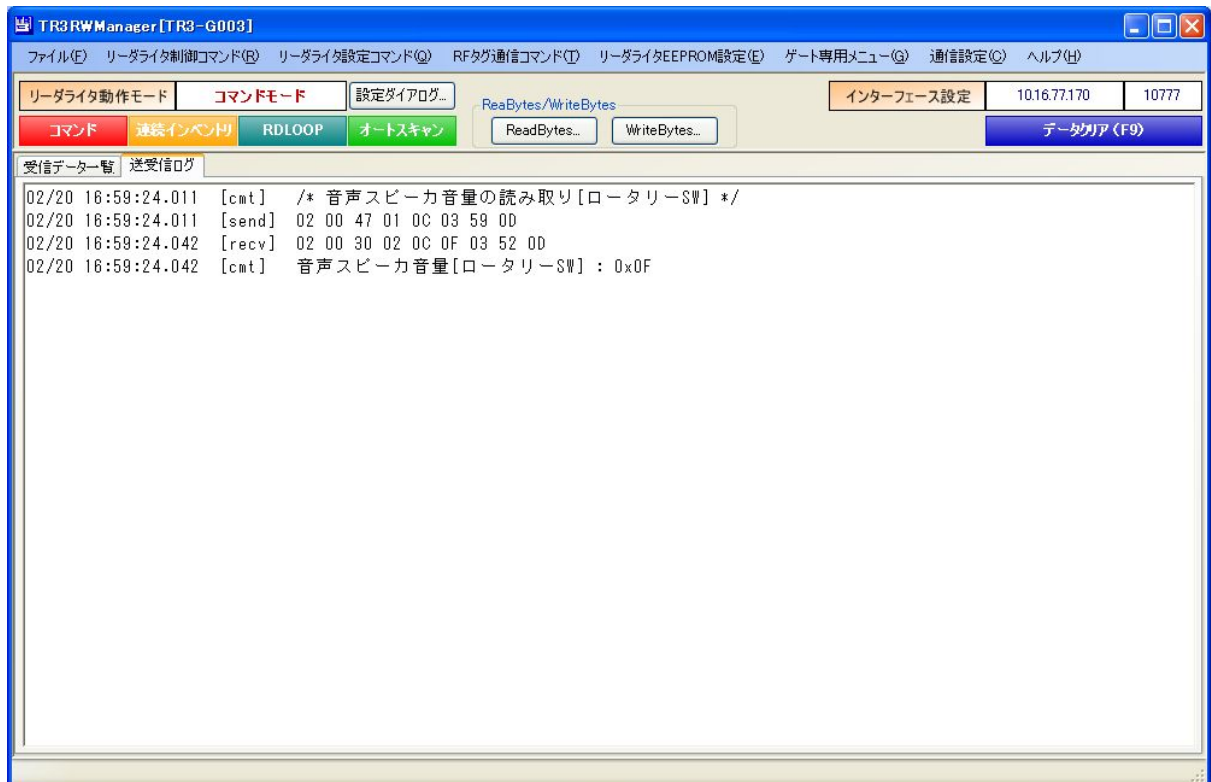 TR3RWManager[TR3-G003]
ファイル(F) リーダライタ制御コマンド(R) リーダライタ設定コマンド(Q) RFタグ通信コマンド(T) リーダライタEEPROM設定(E) ゲート専用メニュー(G) 通信設定(C) ヘルプ(H)
リーダライタ動作モード コマンドモード 設定ダイアログ... ReaBytes/WriteBytes インターフェース設定 10.16.77.170 10777
コマンド 連続インベントリ RDLOOP オートスキャン ReadBytes... WriteBytes... データクリア(F9)
受信データ一覧 送受信ログ
02/20 16:59:24.011 [cmt] /* 音声スピーカ音量の読み取り[ロータリーSW] */
02/20 16:59:24.011 [send] 02 00 47 01 0C 03 59 0D
02/20 16:59:24.042 [recv] 02 00 30 02 0C 0F 03 52 0D
02/20 16:59:24.042 [cmt] 音声スピーカ音量[ロータリーSW] : 0x0F